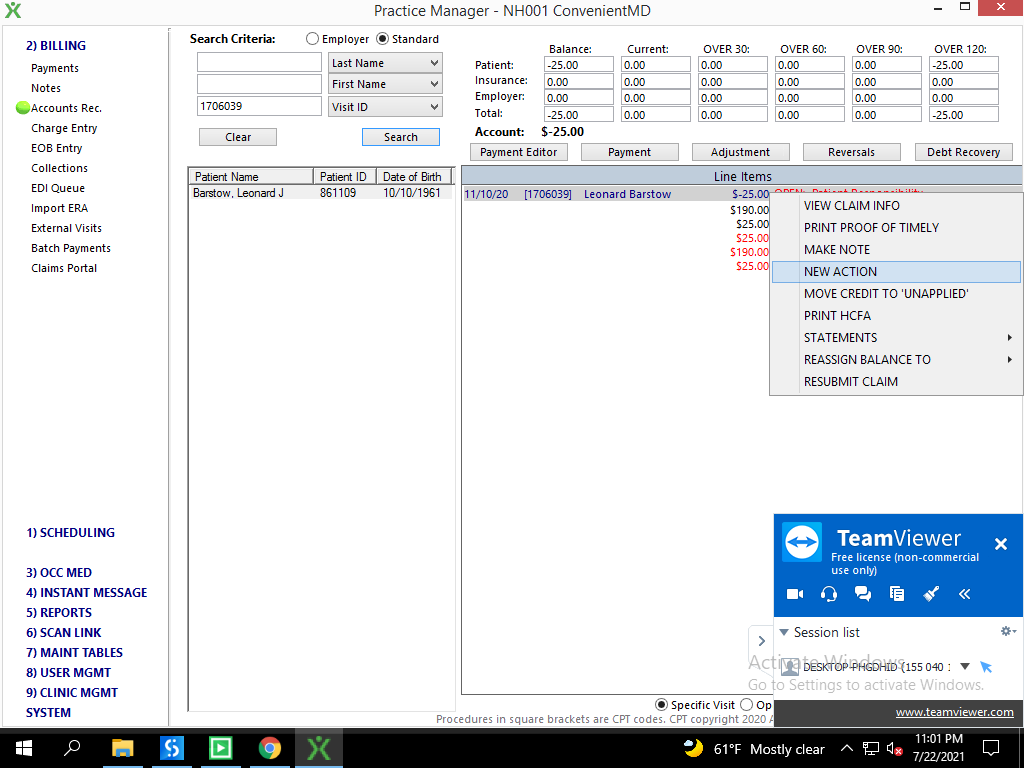 Practice Manager - NH001 ConvenientMD
2) BILLING
Payments
Notes
Accounts Rec.
Charge Entry
EOB Entry
Collections
EDI Queue
Import ERA
External Visits
Batch Payments
Claims Portal
1) SCHEDULING
3) OCC MED
4) INSTANT MESSAGE
5) REPORTS
6) SCAN LINK
7) MAINT TABLES
8) USER MGMT
9) CLINIC MGMT
SYSTEM
Search Criteria: Employer Standard
Last Name
First Name
1706039 Visit ID
Clear Search
Balance: Current: OVER 30: OVER 60: OVER 90: OVER 120:
Patient: -25.00 0.00 0.00 0.00 0.00 -25.00
Insurance: 0.00 0.00 0.00 0.00 0.00 0.00
Employer: 0.00 0.00 0.00 0.00 0.00 0.00
Total: -25.00 0.00 0.00 0.00 0.00 -25.00
Account: $-25.00
Payment Editor Payment Adjustment Reversals Debt Recovery
Patient Name Patient ID Date of Birth
Barstow, Leonard J 861109 10/10/1961
Line Items
11/10/20 [1706039] Leonard Barstow $-25.00 OPEN: Patient Responsibility
$190.00
$25.00
$25.00
$190.00
$25.00
VIEW CLAIM INFO
PRINT PROOF OF TIMELY
MAKE NOTE
NEW ACTION
MOVE CREDIT TO 'UNAPPLIED'
PRINT HCFA
STATEMENTS
REASSIGN BALANCE TO
RESUBMIT CLAIM
TeamViewer
Free license (non-commercial
use only)
Session list
DESKTOP-PHGDHID (155 040 :
Activate Windows
Go to Settings to activate Windows.
www.teamviewer.com
Specific Visit Op
Procedures in square brackets are CPT codes. CPT copyright 2020 A
61°F Mostly clear
11:01 PM
7/22/2021